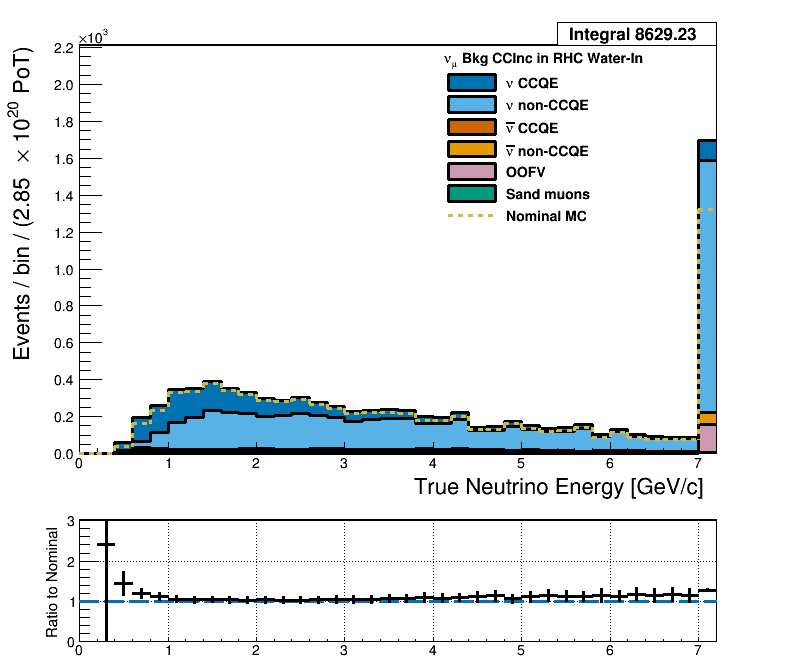 Integral 8629.23
×10³
ν_μ Bkg CCInc in RHC Water-In
ν CCQE
ν non-CCQE
ν̅ CCQE
ν̅ non-CCQE
OOFV
Sand muons
Nominal MC
Events / bin / (2.85 × 10²⁰ PoT)
2.2
2.0
1.8
1.6
1.4
1.2
1.0
0.8
0.6
0.4
0.2
0.0
0 1 2 3 4 5 6 7
True Neutrino Energy [GeV/c]
Ratio to Nominal
3
2
1
0
0 1 2 3 4 5 6 7